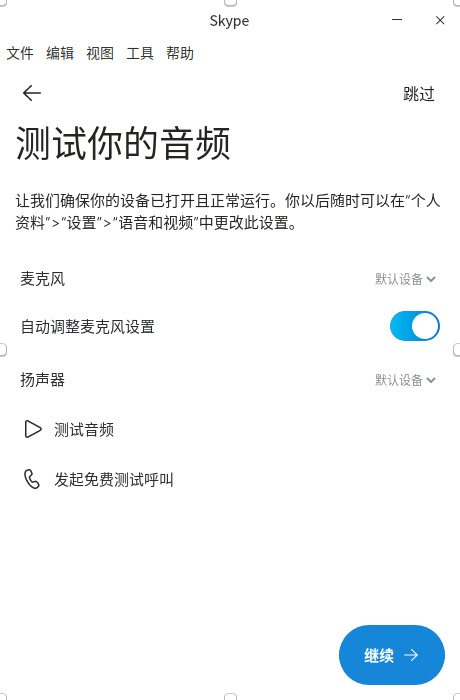 Skype
文件 编辑 视图 工具 帮助
跳过
测试你的音频
让我们确保你的设备已打开且正常运行。你以后随时可以在“个人
资料”>“设置”>“语音和视频”中更改此设置。
麦克风 默认设备
自动调整麦克风设置
扬声器 默认设备
测试音频
发起免费测试呼叫
继续